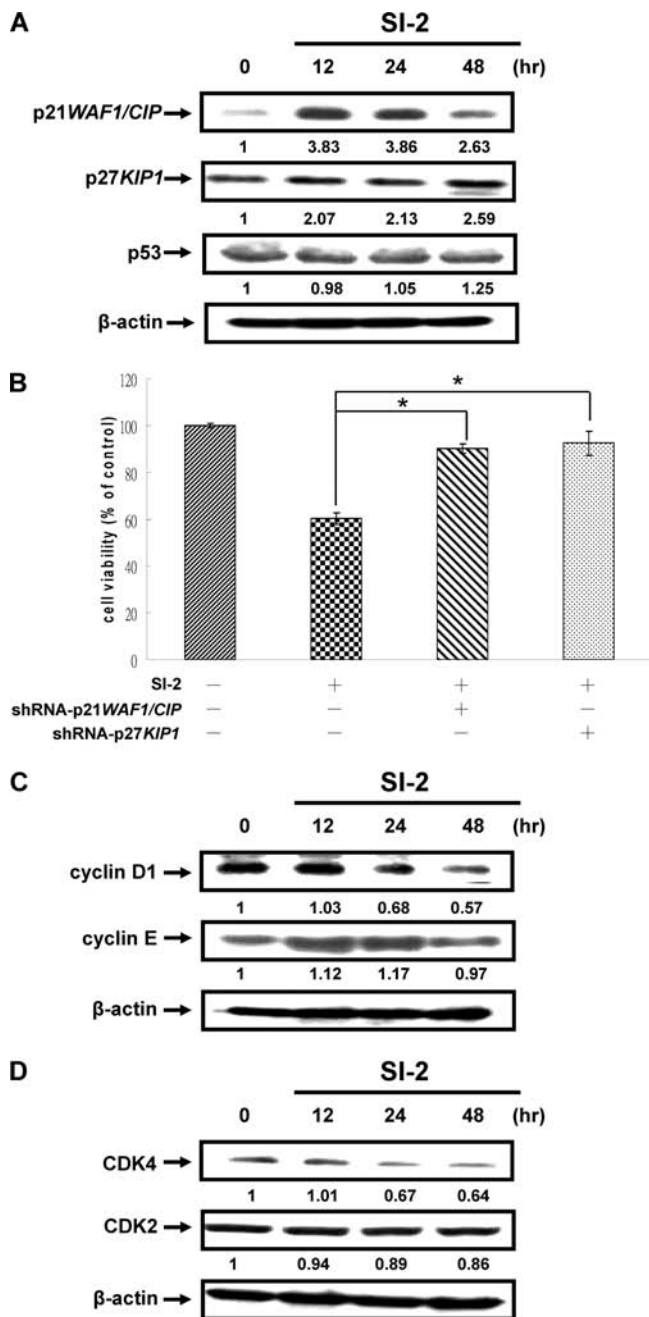 A
SI-2
0 12 24 48 (hr)
p21WAF1/CIP
1 3.83 3.86 2.63
p27KIP1
1 2.07 2.13 2.59
p53
1 0.98 1.05 1.25
β-actin
B
cell viability (% of control)
120
100
80
60
40
20
0
* *
SI-2 — + + +
shRNA-p21WAF1/CIP — — + —
shRNA-p27KIP1 — — — +
C
SI-2
0 12 24 48 (hr)
cyclin D1
1 1.03 0.68 0.57
cyclin E
1 1.12 1.17 0.97
β-actin
D
SI-2
0 12 24 48 (hr)
CDK4
1 1.01 0.67 0.64
CDK2
1 0.94 0.89 0.86
β-actin